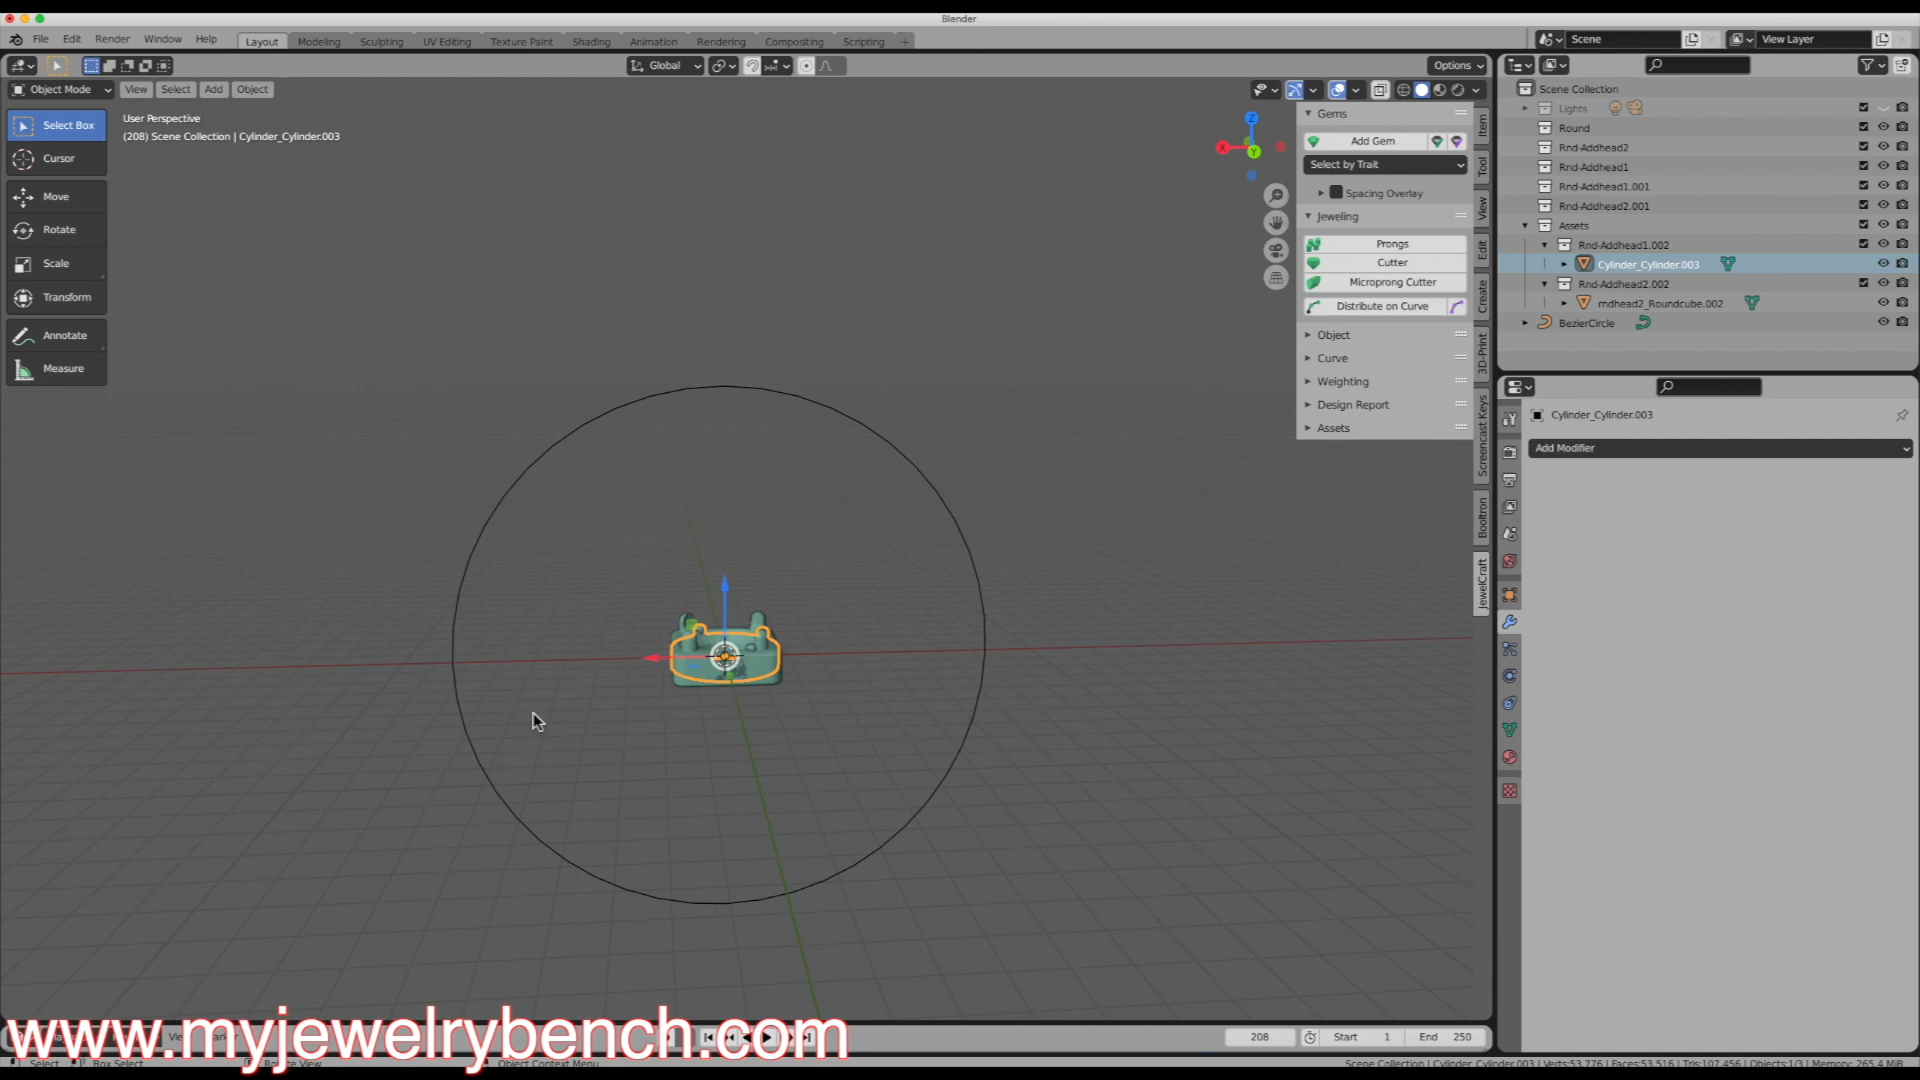 Blender
File Edit Render Window Help Layout Modeling Sculpting UV Editing Texture Paint Shading Animation Rendering Compositing Scripting + Scene View Layer
Global Options
Object Mode View Select Add Object
Select Box
Cursor
Move
Rotate
Scale
Transform
Annotate
Measure
User Perspective
(208) Scene Collection | Cylinder_Cylinder.003
Z
X
Y
Gems
Add Gem
Select by Trait
Spacing Overlay
Jeweling
Prongs
Cutter
Microprong Cutter
Distribute on Curve
Object
Curve
Weighting
Design Report
Assets
Item
Tool
View
Edit
Create
3D-Print
Screencast Keys
Booltron
JewelCraft
Scene Collection
Lights
Round
Rnd-Addhead2
Rnd-Addhead1
Rnd-Addhead1.001
Rnd-Addhead2.001
Assets
Rnd-Addhead1.002
Cylinder_Cylinder.003
Rnd-Addhead2.002
rndhead2_Roundcube.002
BezierCircle
Cylinder_Cylinder.003
Add Modifier
www.myjewelrybench.com
208 Start 1 End 250
Select Box Select Rotate View Object Context Menu
Scene Collection | Cylinder_Cylinder.003 | Verts:53,776 | Faces:53,516 | Tris:107,456 | Objects:1/3 | Memory: 265.4 MiB